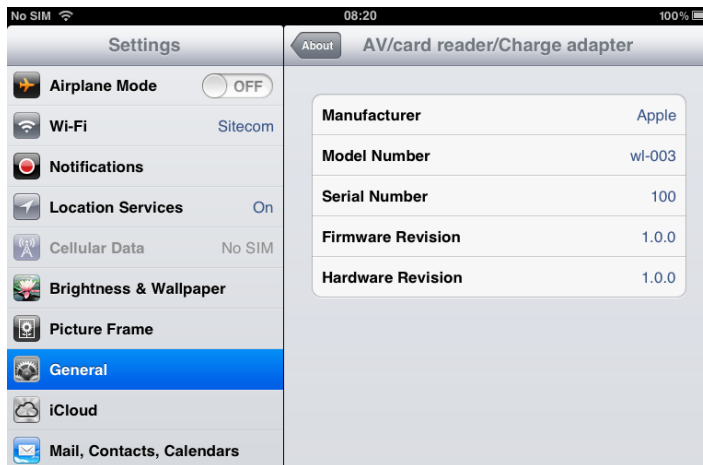 No SIM 08:20 100%
Settings
Airplane Mode OFF
Wi-Fi Sitecom
Notifications
Location Services On
Cellular Data No SIM
Brightness & Wallpaper
Picture Frame
General
iCloud
Mail, Contacts, Calendars
About AV/card reader/Charge adapter
Manufacturer Apple
Model Number wl-003
Serial Number 100
Firmware Revision 1.0.0
Hardware Revision 1.0.0